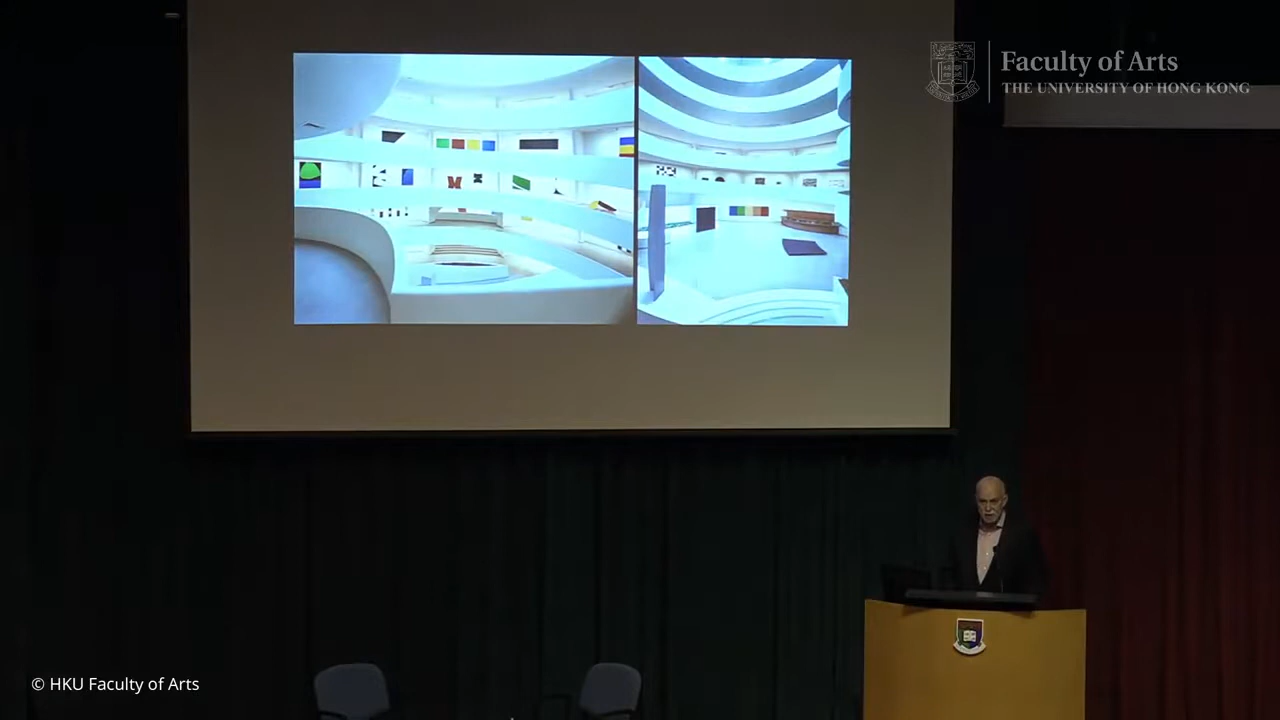 Faculty of Arts
THE UNIVERSITY OF HONG KONG
© HKU Faculty of Arts